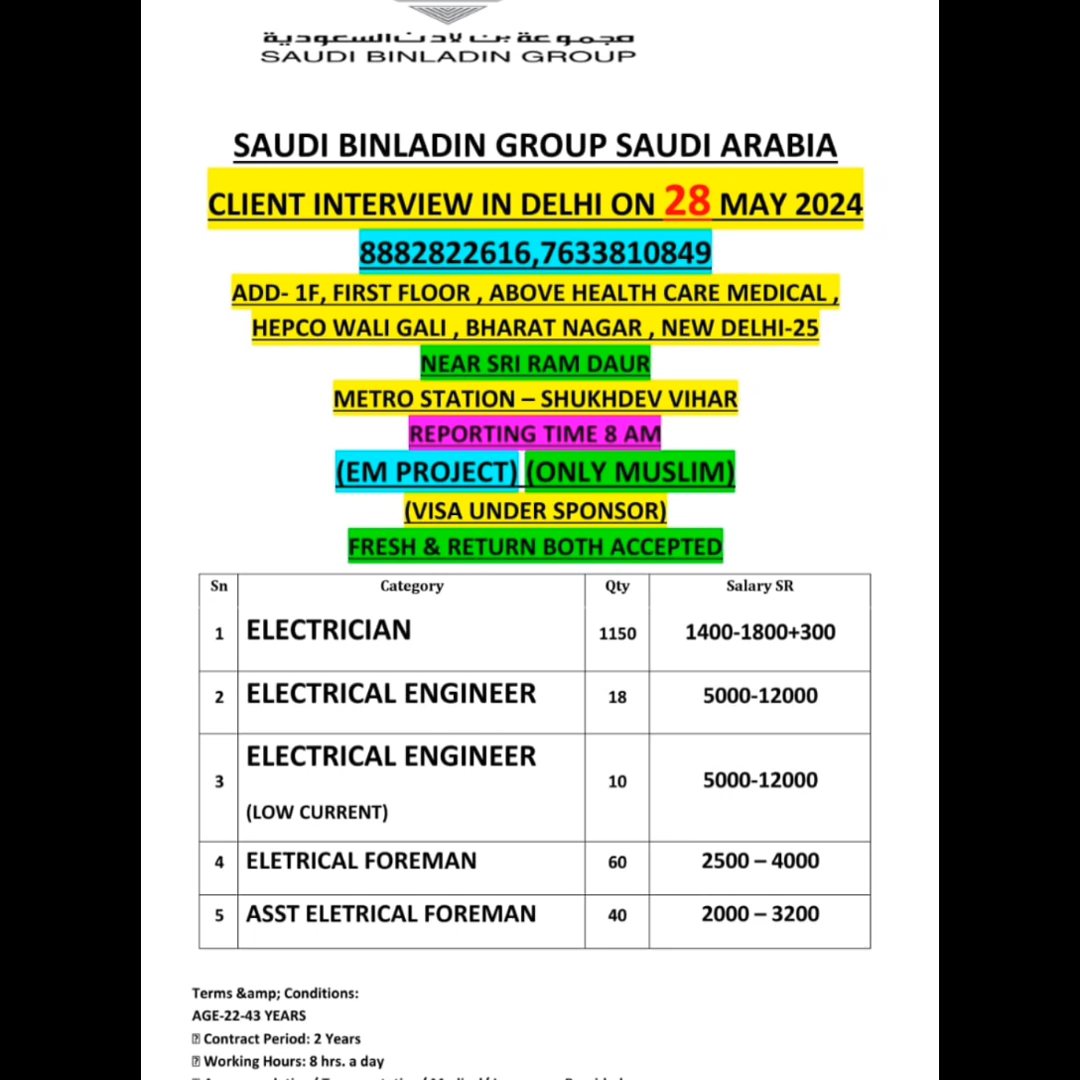 مجموعة بن لادن السعودية
SAUDI BINLADIN GROUP
SAUDI BINLADIN GROUP SAUDI ARABIA
CLIENT INTERVIEW IN DELHI ON 28 MAY 2024
8882822616,7633810849
ADD- 1F, FIRST FLOOR , ABOVE HEALTH CARE MEDICAL ,
HEPCO WALI GALI , BHARAT NAGAR , NEW DELHI-25
NEAR SRI RAM DAUR
METRO STATION – SHUKHDEV VIHAR
REPORTING TIME 8 AM
(EM PROJECT) (ONLY MUSLIM)
(VISA UNDER SPONSOR)
FRESH & RETURN BOTH ACCEPTED
Sn Category Qty Salary SR
1 ELECTRICIAN 1150 1400-1800+300
2 ELECTRICAL ENGINEER 18 5000-12000
3 ELECTRICAL ENGINEER 10 5000-12000
(LOW CURRENT)
4 ELETRICAL FOREMAN 60 2500 – 4000
5 ASST ELETRICAL FOREMAN 40 2000 – 3200
Terms &amp; Conditions:
AGE-22-43 YEARS
Contract Period: 2 Years
Working Hours: 8 hrs. a day